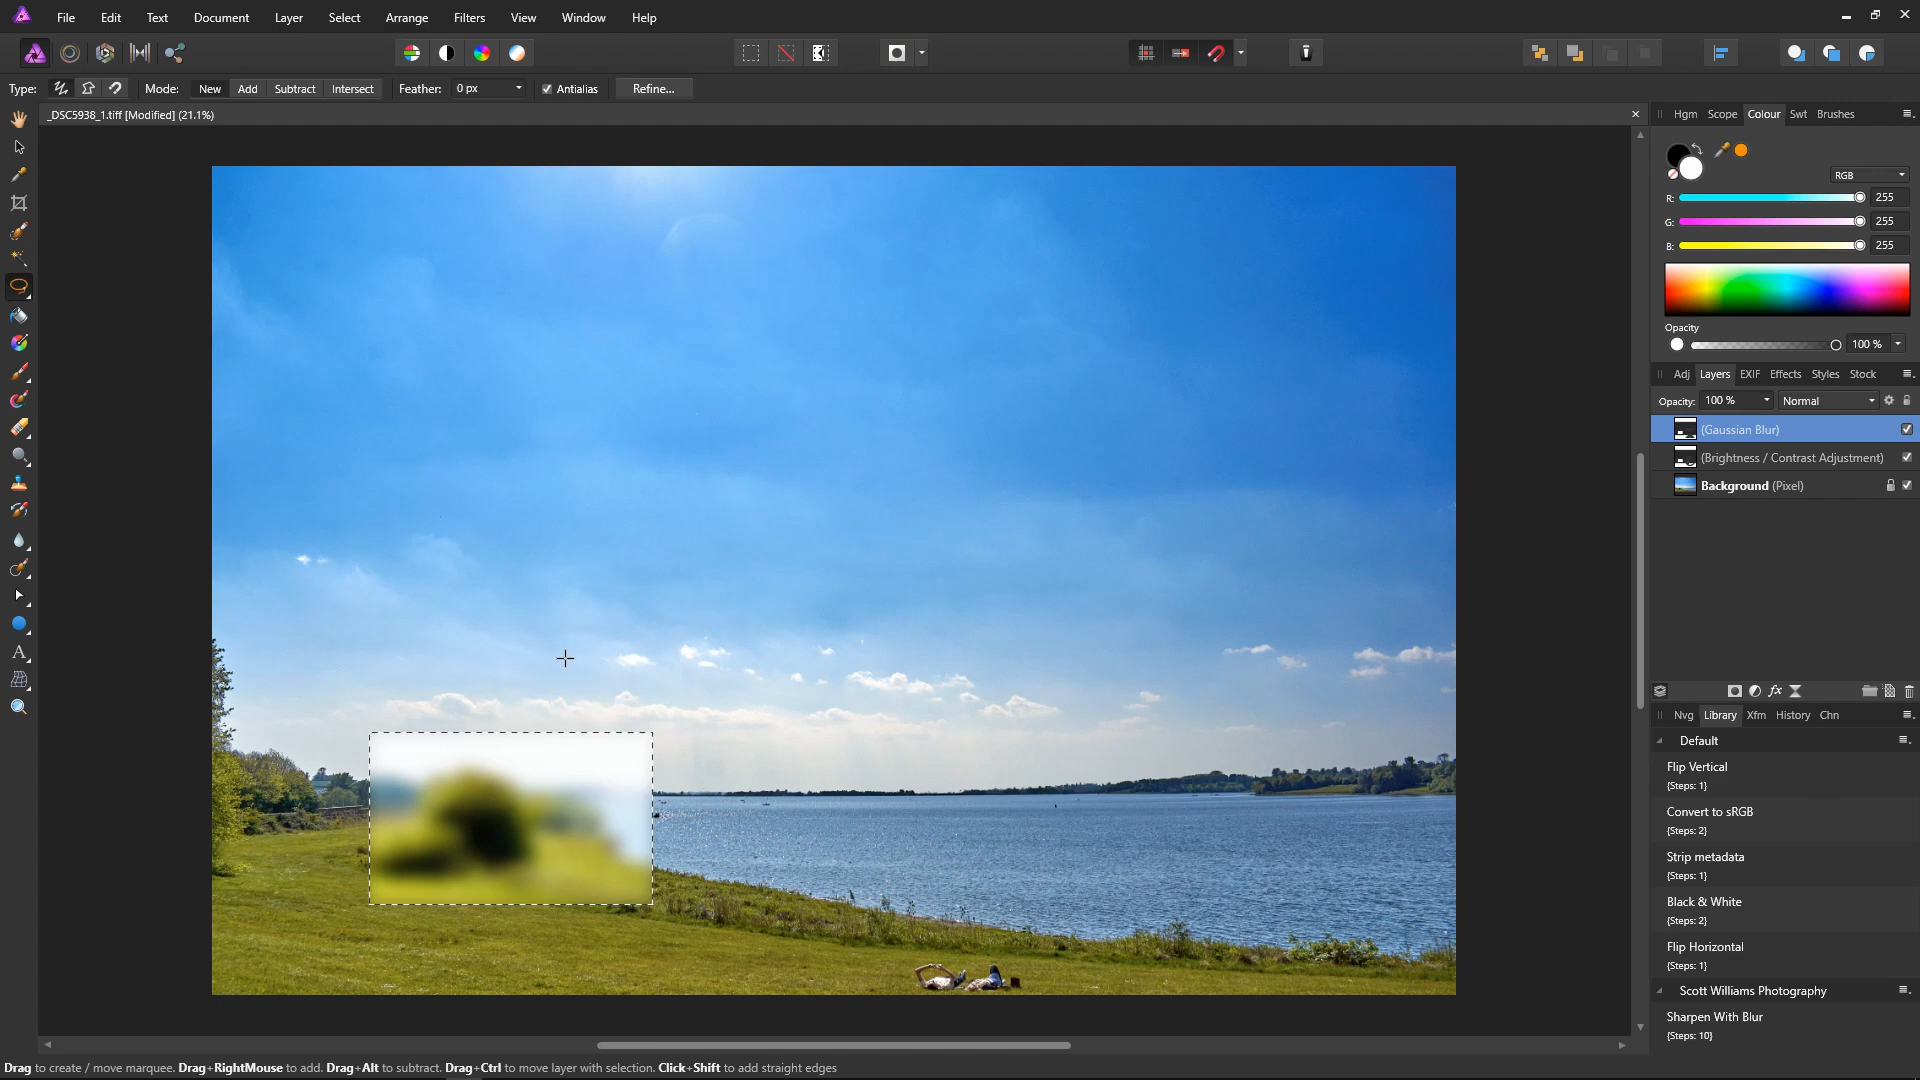 File Edit Text Document Layer Select Arrange Filters View Window Help
Type: Mode: New Add Subtract Intersect Feather: 0 px Antialias Refine...
_DSC5938_1.tiff [Modified] (21.1%)
Hgm Scope Colour Swt Brushes
RGB
R: 255
G: 255
B: 255
Opacity
100 %
Adj Layers EXIF Effects Styles Stock
Opacity: 100 % Normal
(Gaussian Blur)
(Brightness / Contrast Adjustment)
Background (Pixel)
fx
Nvg Library Xfm History Chn
Default
Flip Vertical
{Steps: 1}
Convert to sRGB
{Steps: 2}
Strip metadata
{Steps: 1}
Black & White
{Steps: 2}
Flip Horizontal
{Steps: 1}
Scott Williams Photography
Sharpen With Blur
{Steps: 10}
Drag to create / move marquee. Drag+RightMouse to add. Drag+Alt to subtract. Drag+Ctrl to move layer with selection. Click+Shift to add straight edges